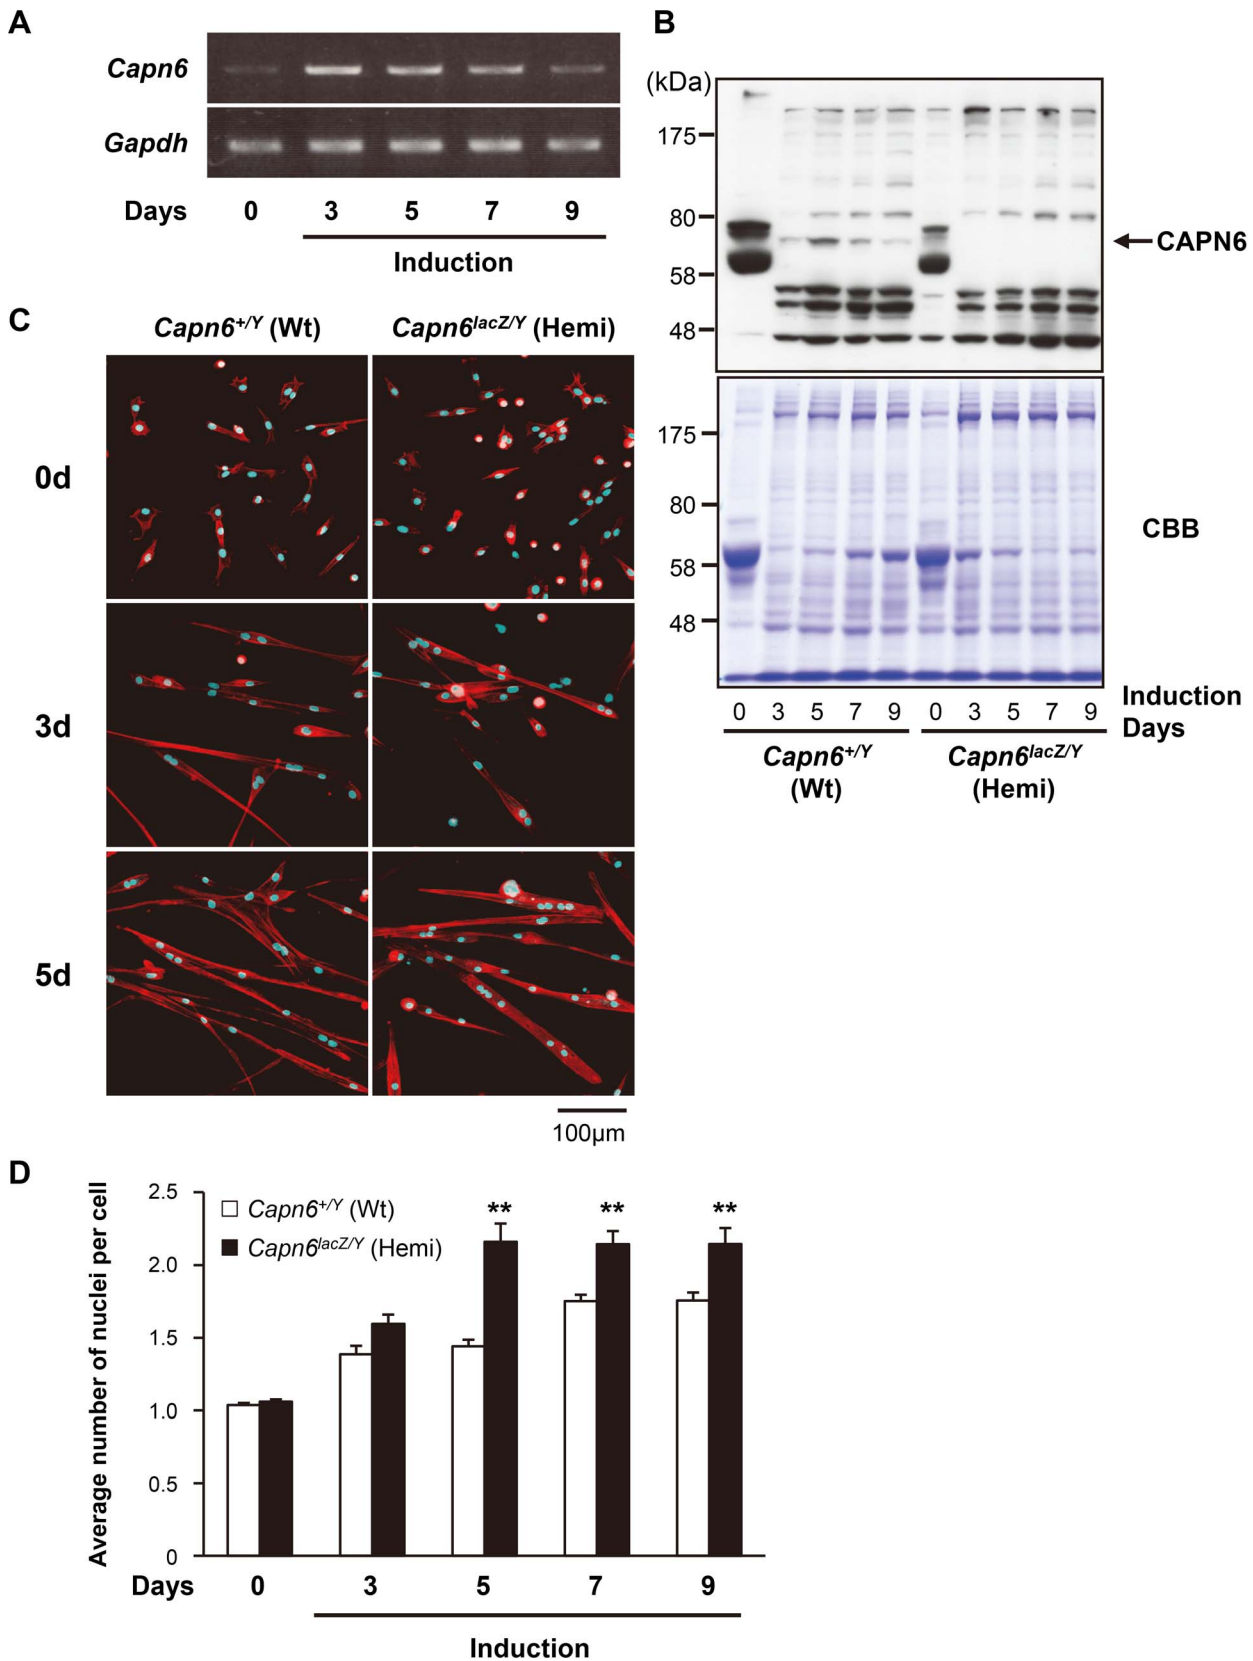 A
Capn6
Gapdh
Days 0 3 5 7 9
Induction
B
(kDa)
175
80
58
48
CAPN6
175
80
58
48
CBB
0 3 5 7 9 0 3 5 7 9
Induction
Days
Capn6+/Y
(Wt)
Capn6lacZ/Y
(Hemi)
C
Capn6+/Y (Wt)
Capn6lacZ/Y (Hemi)
0d
3d
5d
100µm
D
Average number of nuclei per cell
2.5
2.0
1.5
1.0
0.5
0
Capn6+/Y (Wt)
Capn6lacZ/Y (Hemi)
** ** **
Days 0 3 5 7 9
Induction